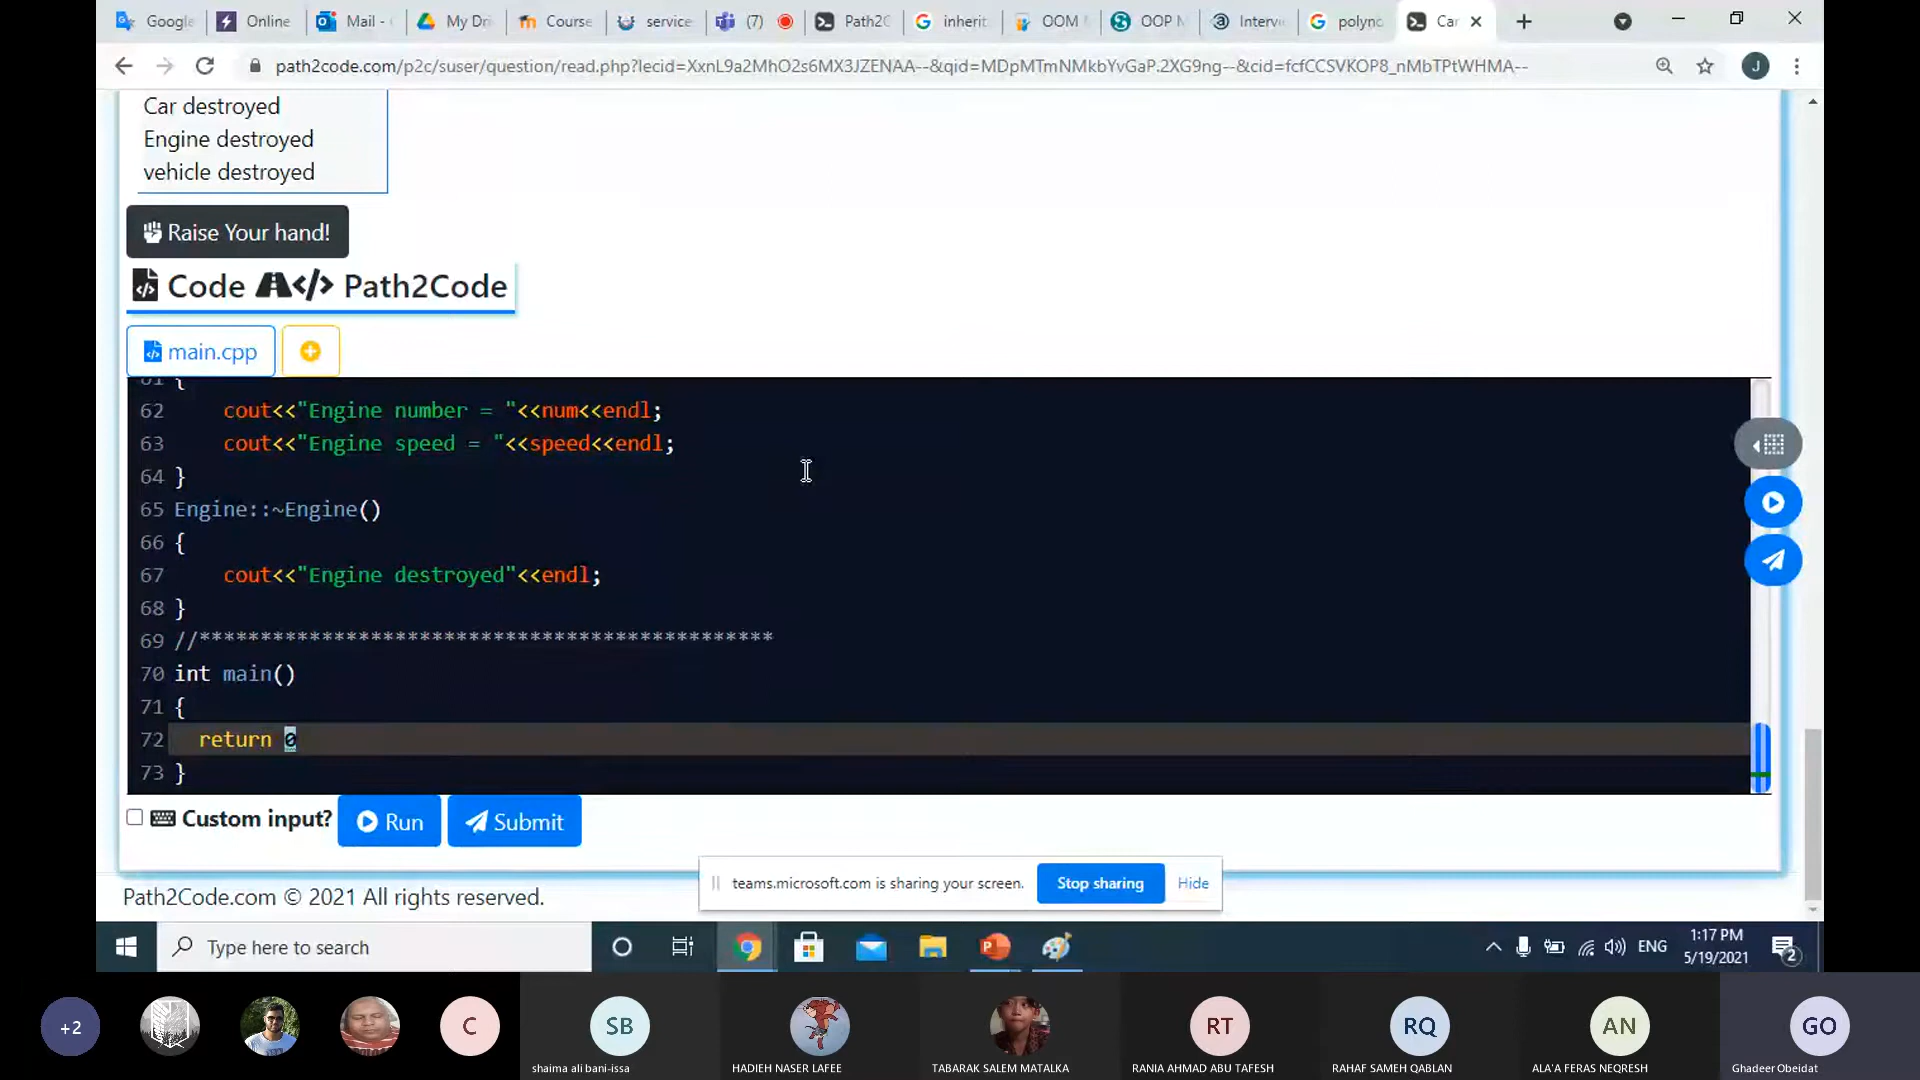 Google
Online
Mail -
My Dri
Course
service
(7)
Path2C
inherit
OOM
OOP M
Intervi
polyno
Car
path2code.com/p2c/suser/question/read.php?lecid=XxnL9a2MhO2s6MX3JZENAA--&qid=MDpMTmNMkbYvGaP.2XG9ng--&cid=fcfCCSVKOP8_nMbTPtWHMA--
J
Car destroyed
Engine destroyed
vehicle destroyed
Raise Your hand!
Code </> Path2Code
main.cpp
61 {
62 cout<<"Engine number = "<<num<<endl;
63 cout<<"Engine speed = "<<speed<<endl;
64 }
65 Engine::~Engine()
66 {
67 cout<<"Engine destroyed"<<endl;
68 }
69 //***********************************************
70 int main()
71 {
72 return 0
73 }
Custom input?
Run
Submit
teams.microsoft.com is sharing your screen.
Stop sharing
Hide
Path2Code.com © 2021 All rights reserved.
Type here to search
ENG
1:17 PM
5/19/2021
2
+2
C
SB
RT
RQ
AN
GO
shaima ali bani-issa
HADIEH NASER LAFEE
TABARAK SALEM MATALKA
RANIA AHMAD ABU TAFESH
RAHAF SAMEH QABLAN
ALA'A FERAS NEQRESH
Ghadeer Obeidat